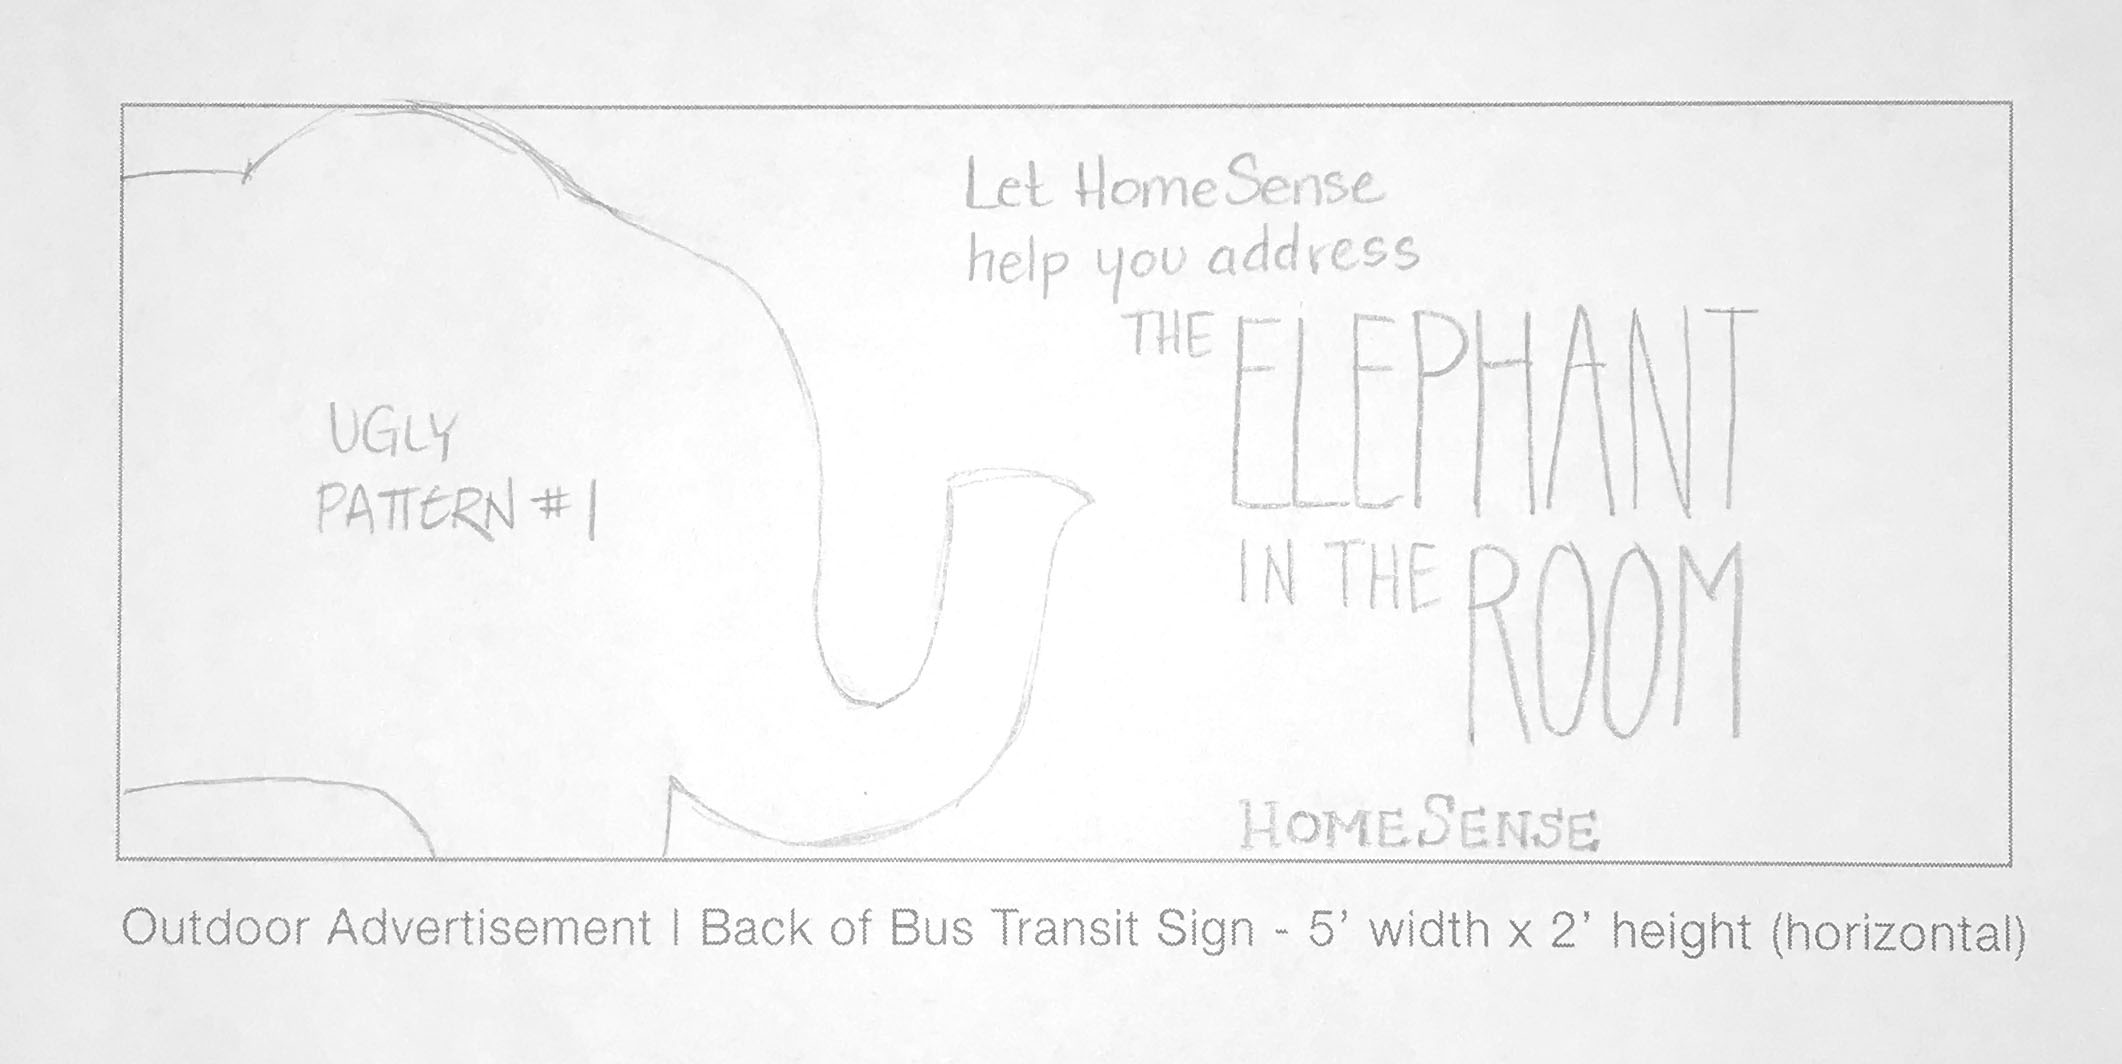 Let HomeSense
help you address
THE ELEPHANT
IN THE ROOM
UGLY
PATTERN #1
HOMESENSE
Outdoor Advertisement | Back of Bus Transit Sign - 5' width x 2' height (horizontal)